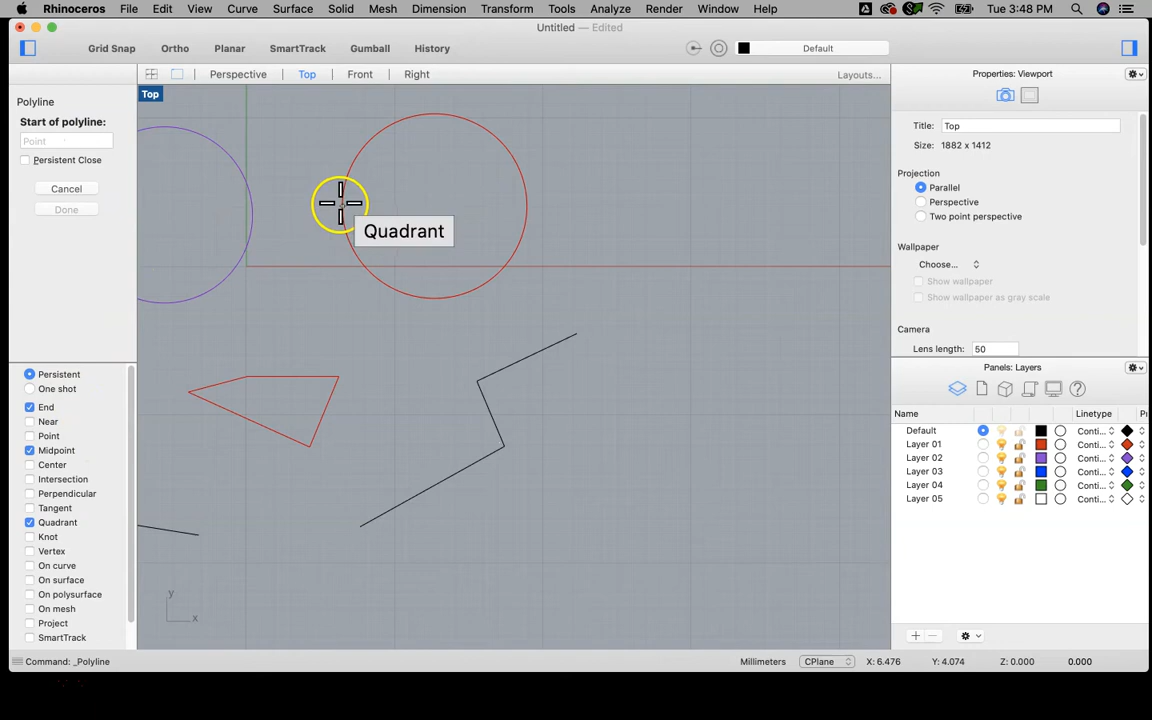 Rhinoceros File Edit View Curve Surface Solid Mesh Dimension Transform Tools Analyze Render Window Help Tue 3:48 PM
Untitled — Edited
Grid Snap Ortho Planar SmartTrack Gumball History Default
Perspective Top Front Right Layouts...
Properties: Viewport
Top
Polyline
Start of polyline:
Point
Persistent Close
Cancel
Done
Quadrant
Title: Top
Size: 1882 x 1412
Projection
Parallel
Perspective
Two point perspective
Wallpaper
Choose...
Show wallpaper
Show wallpaper as gray scale
Camera
Lens length: 50
Persistent
One shot
End
Near
Point
Midpoint
Center
Intersection
Perpendicular
Tangent
Quadrant
Knot
Vertex
On curve
On surface
On polysurface
On mesh
Project
SmartTrack
Panels: Layers
Name Linetype Pr
Default Conti...
Layer 01 Conti...
Layer 02 Conti...
Layer 03 Conti...
Layer 04 Conti...
Layer 05 Conti...
y
x
Command: _Polyline
Millimeters CPlane X: 6.476 Y: 4.074 Z: 0.000 0.000